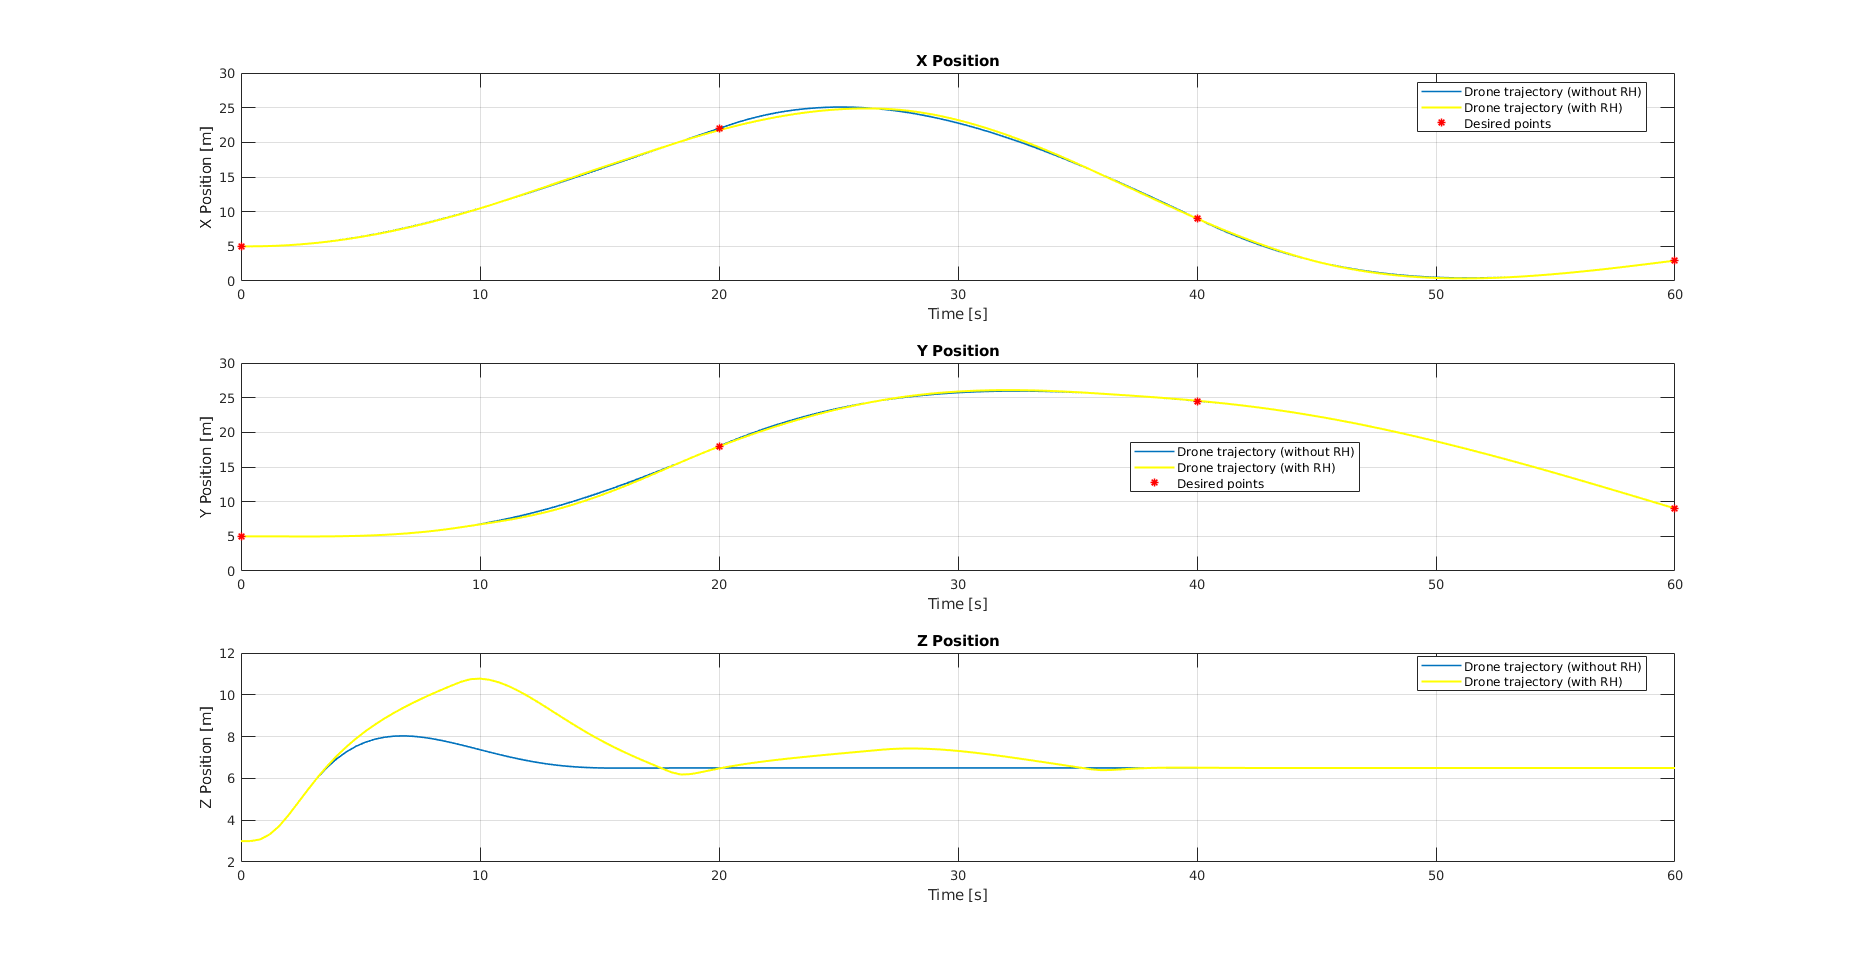 X Position
X Position [m]
30
25
20
15
10
5
0
Drone trajectory (without RH)
Drone trajectory (with RH)
Desired points
0 10 20 30 40 50 60
Time [s]
Y Position
Y Position [m]
30
25
20
15
10
5
0
Drone trajectory (without RH)
Drone trajectory (with RH)
Desired points
0 10 20 30 40 50 60
Time [s]
Z Position
Z Position [m]
12
10
8
6
4
2
Drone trajectory (without RH)
Drone trajectory (with RH)
0 10 20 30 40 50 60
Time [s]